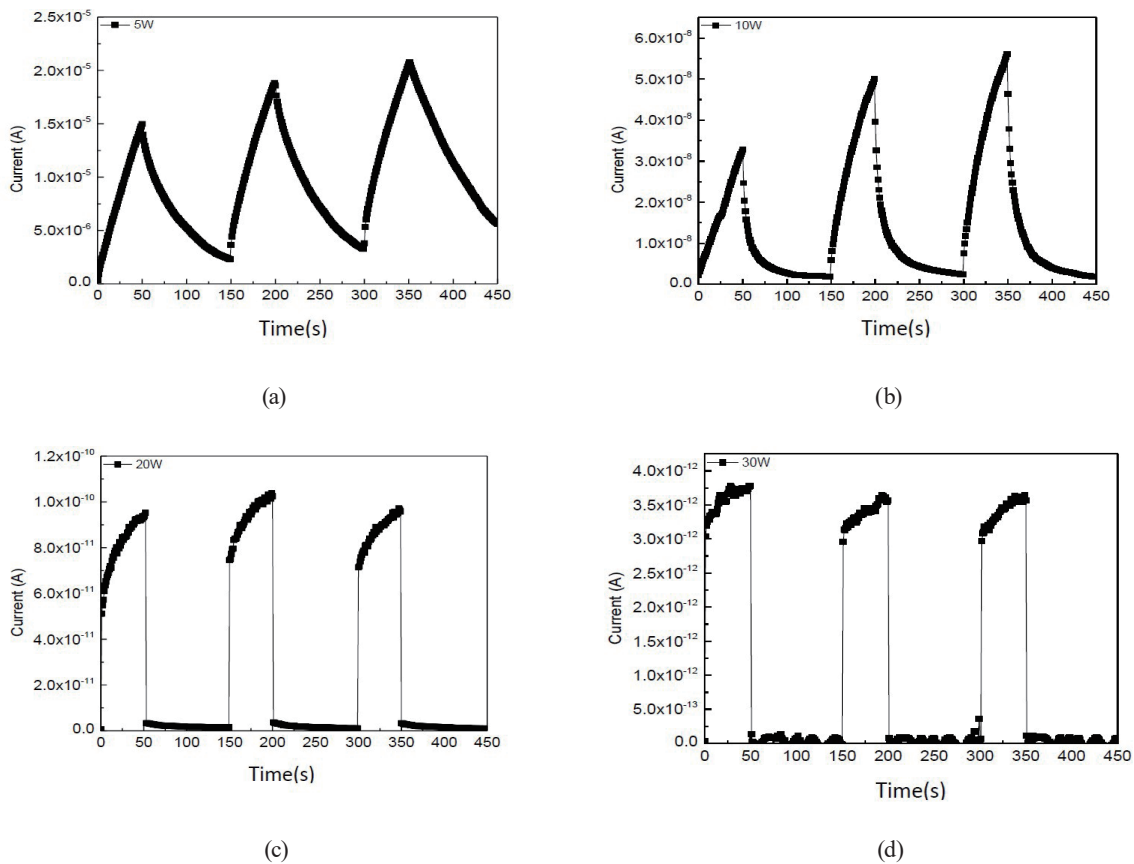 5W
2.5x10⁻⁵
2.0x10⁻⁵
1.5x10⁻⁵
1.0x10⁻⁵
5.0x10⁻⁶
0.0
Current (A)
0 50 100 150 200 250 300 350 400 450
Time(s)
(a)
10W
6.0x10⁻⁸
5.0x10⁻⁸
4.0x10⁻⁸
3.0x10⁻⁸
2.0x10⁻⁸
1.0x10⁻⁸
0.0
Current (A)
0 50 100 150 200 250 300 350 400 450
Time(s)
(b)
20W
1.2x10⁻¹⁰
1.0x10⁻¹⁰
8.0x10⁻¹¹
6.0x10⁻¹¹
4.0x10⁻¹¹
2.0x10⁻¹¹
0.0
Current (A)
0 50 100 150 200 250 300 350 400 450
Time(s)
(c)
30W
4.0x10⁻¹²
3.5x10⁻¹²
3.0x10⁻¹²
2.5x10⁻¹²
2.0x10⁻¹²
1.5x10⁻¹²
1.0x10⁻¹²
5.0x10⁻¹³
0.0
Current (A)
0 50 100 150 200 250 300 350 400 450
Time(s)
(d)